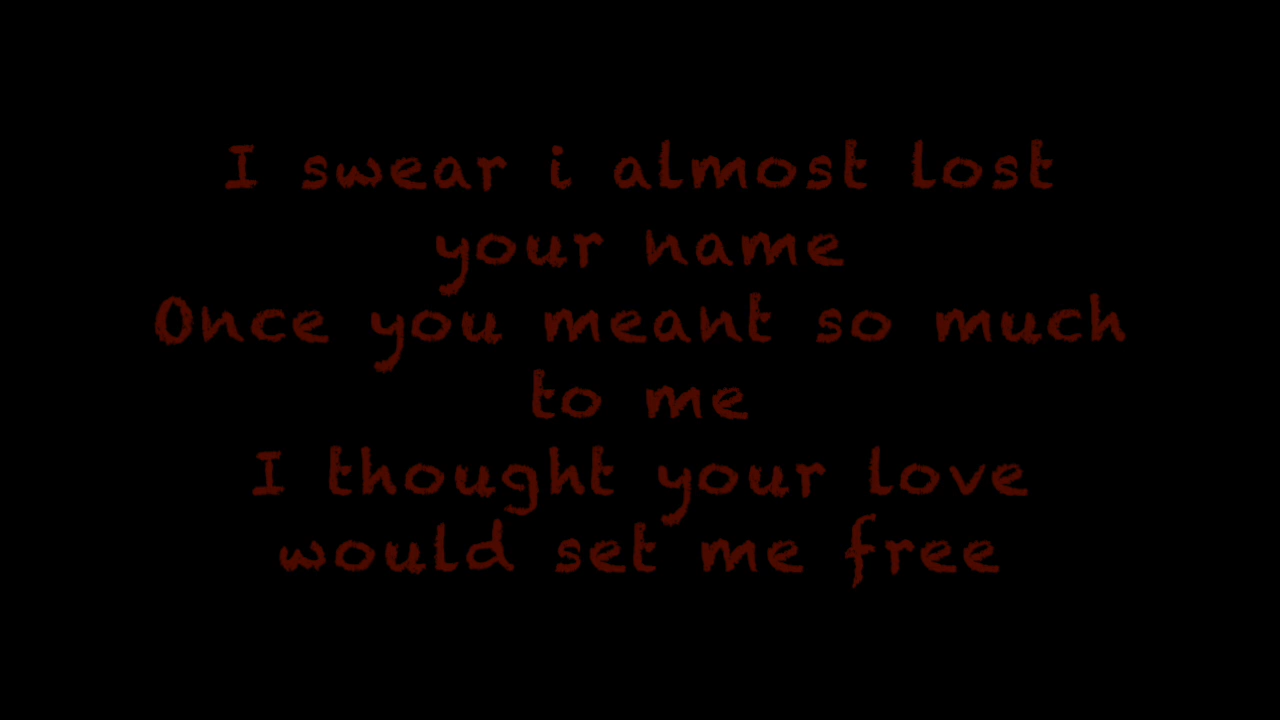 I swear i almost lost
your name
Once you meant so much
to me
I thought your love
would set me free